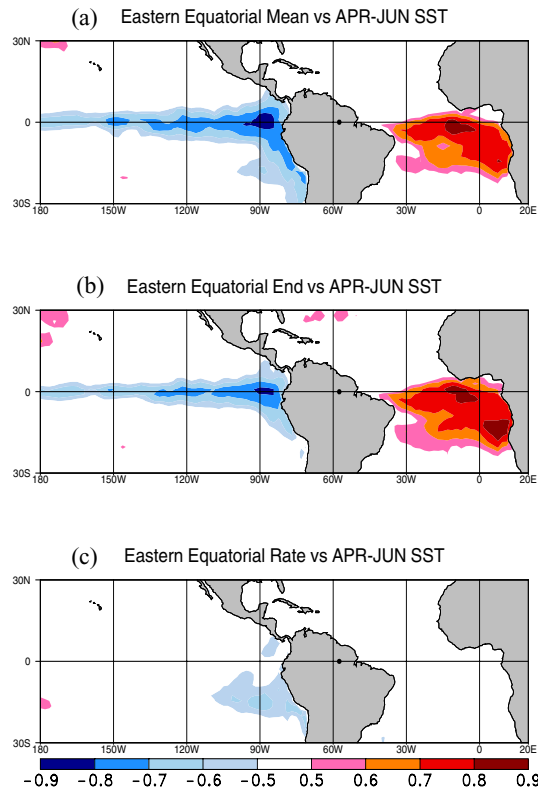 (a) Eastern Equatorial Mean vs APR-JUN SST
30N
0
30S
180 150W 120W 90W 60W 30W 0 20E
(b) Eastern Equatorial End vs APR-JUN SST
30N
0
30S
180 150W 120W 90W 60W 30W 0 20E
(c) Eastern Equatorial Rate vs APR-JUN SST
30N
0
30S
180 150W 120W 90W 60W 30W 0 20E
−0.9 −0.8 −0.7 −0.6 −0.5 0.5 0.6 0.7 0.8 0.9